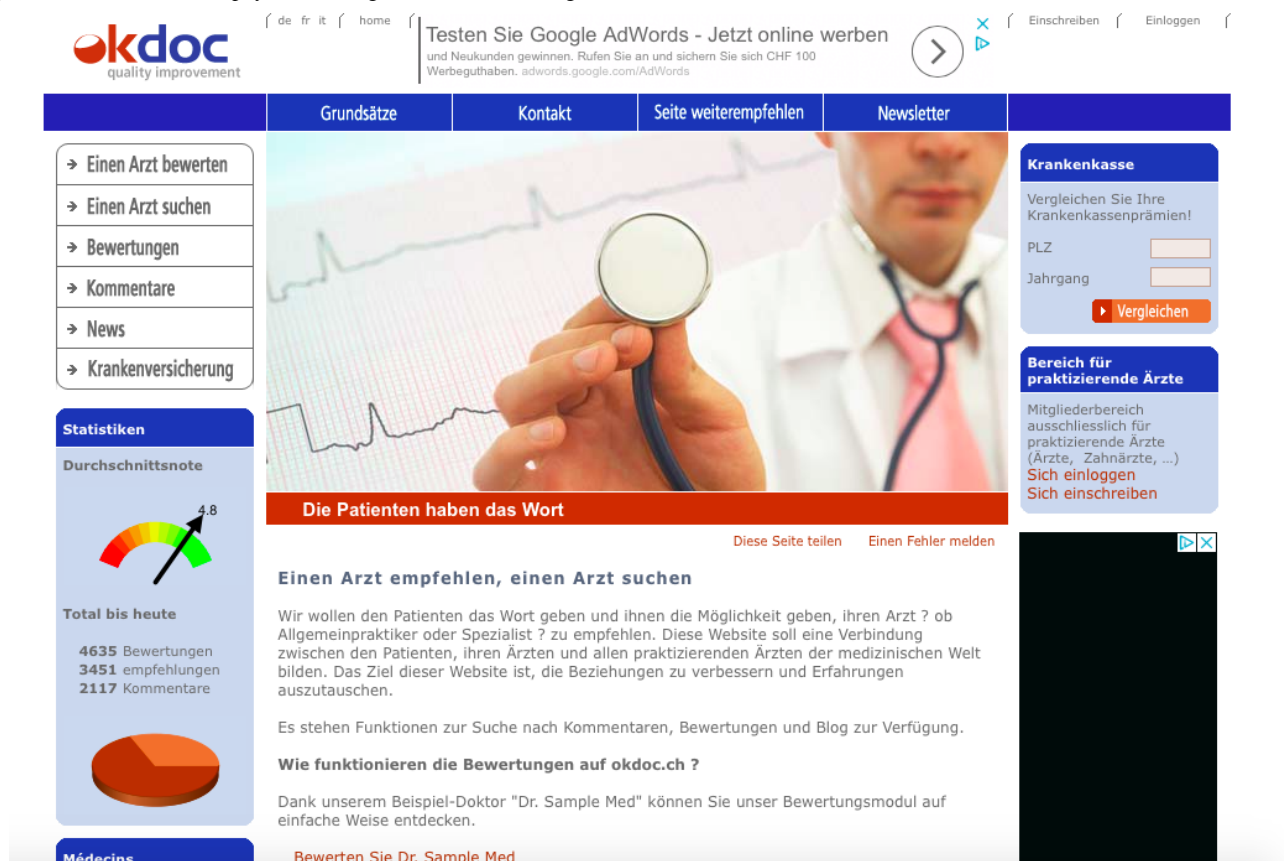 okdoc
quality improvement
de fr it
home
Testen Sie Google AdWords - Jetzt online werben
und Neukunden gewinnen. Rufen Sie an und sichern Sie sich CHF 100
Werbeguthaben. adwords.google.com/AdWords
Einschreiben
Einloggen
Grundsätze
Kontakt
Seite weiterempfehlen
Newsletter
Einen Arzt bewerten
Einen Arzt suchen
Bewertungen
Kommentare
News
Krankenversicherung
Statistiken
Durchschnittsnote
4.8
Total bis heute
4635 Bewertungen
3451 empfehlungen
2117 Kommentare
Médecins
Die Patienten haben das Wort
Diese Seite teilen
Einen Fehler melden
Einen Arzt empfehlen, einen Arzt suchen
Wir wollen den Patienten das Wort geben und ihnen die Möglichkeit geben, ihren Arzt ? ob
Allgemeinpraktiker oder Spezialist ? zu empfehlen. Diese Website soll eine Verbindung
zwischen den Patienten, ihren Ärzten und allen praktizierenden Ärzten der medizinischen Welt
bilden. Das Ziel dieser Website ist, die Beziehungen zu verbessern und Erfahrungen
auszutauschen.
Es stehen Funktionen zur Suche nach Kommentaren, Bewertungen und Blog zur Verfügung.
Wie funktionieren die Bewertungen auf okdoc.ch ?
Dank unserem Beispiel-Doktor "Dr. Sample Med" können Sie unser Bewertungsmodul auf
einfache Weise entdecken.
Bewerten Sie Dr. Sample Med
Krankenkasse
Vergleichen Sie Ihre
Krankenkassenprämien!
PLZ
Jahrgang
Vergleichen
Bereich für
praktizierende Ärzte
Mitgliederbereich
ausschliesslich für
praktizierende Ärzte
(Ärzte, Zahnärzte, ...)
Sich einloggen
Sich einschreiben